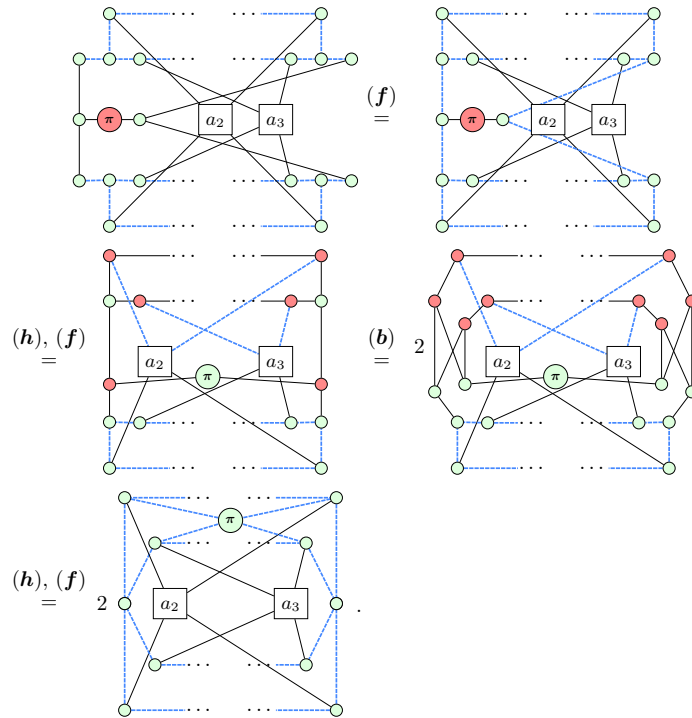 · · · · · ·
π a₂ a₃ (f) = π a₂ a₃
· · · · · ·
· · · · · ·
· · · · · ·
(h), (f) = a₂ a₃ π (b) = 2 a₂ a₃ π
· · · · · ·
· · · · · ·
· · · · · ·
π
(h), (f) = 2 a₂ a₃ .
· · · · · ·
· · · · · ·